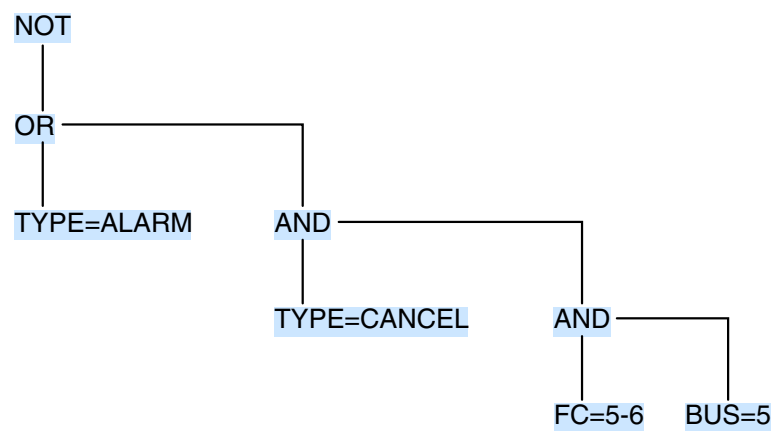 NOT
OR
TYPE=ALARM
AND
TYPE=CANCEL
AND
FC=5-6
BUS=5